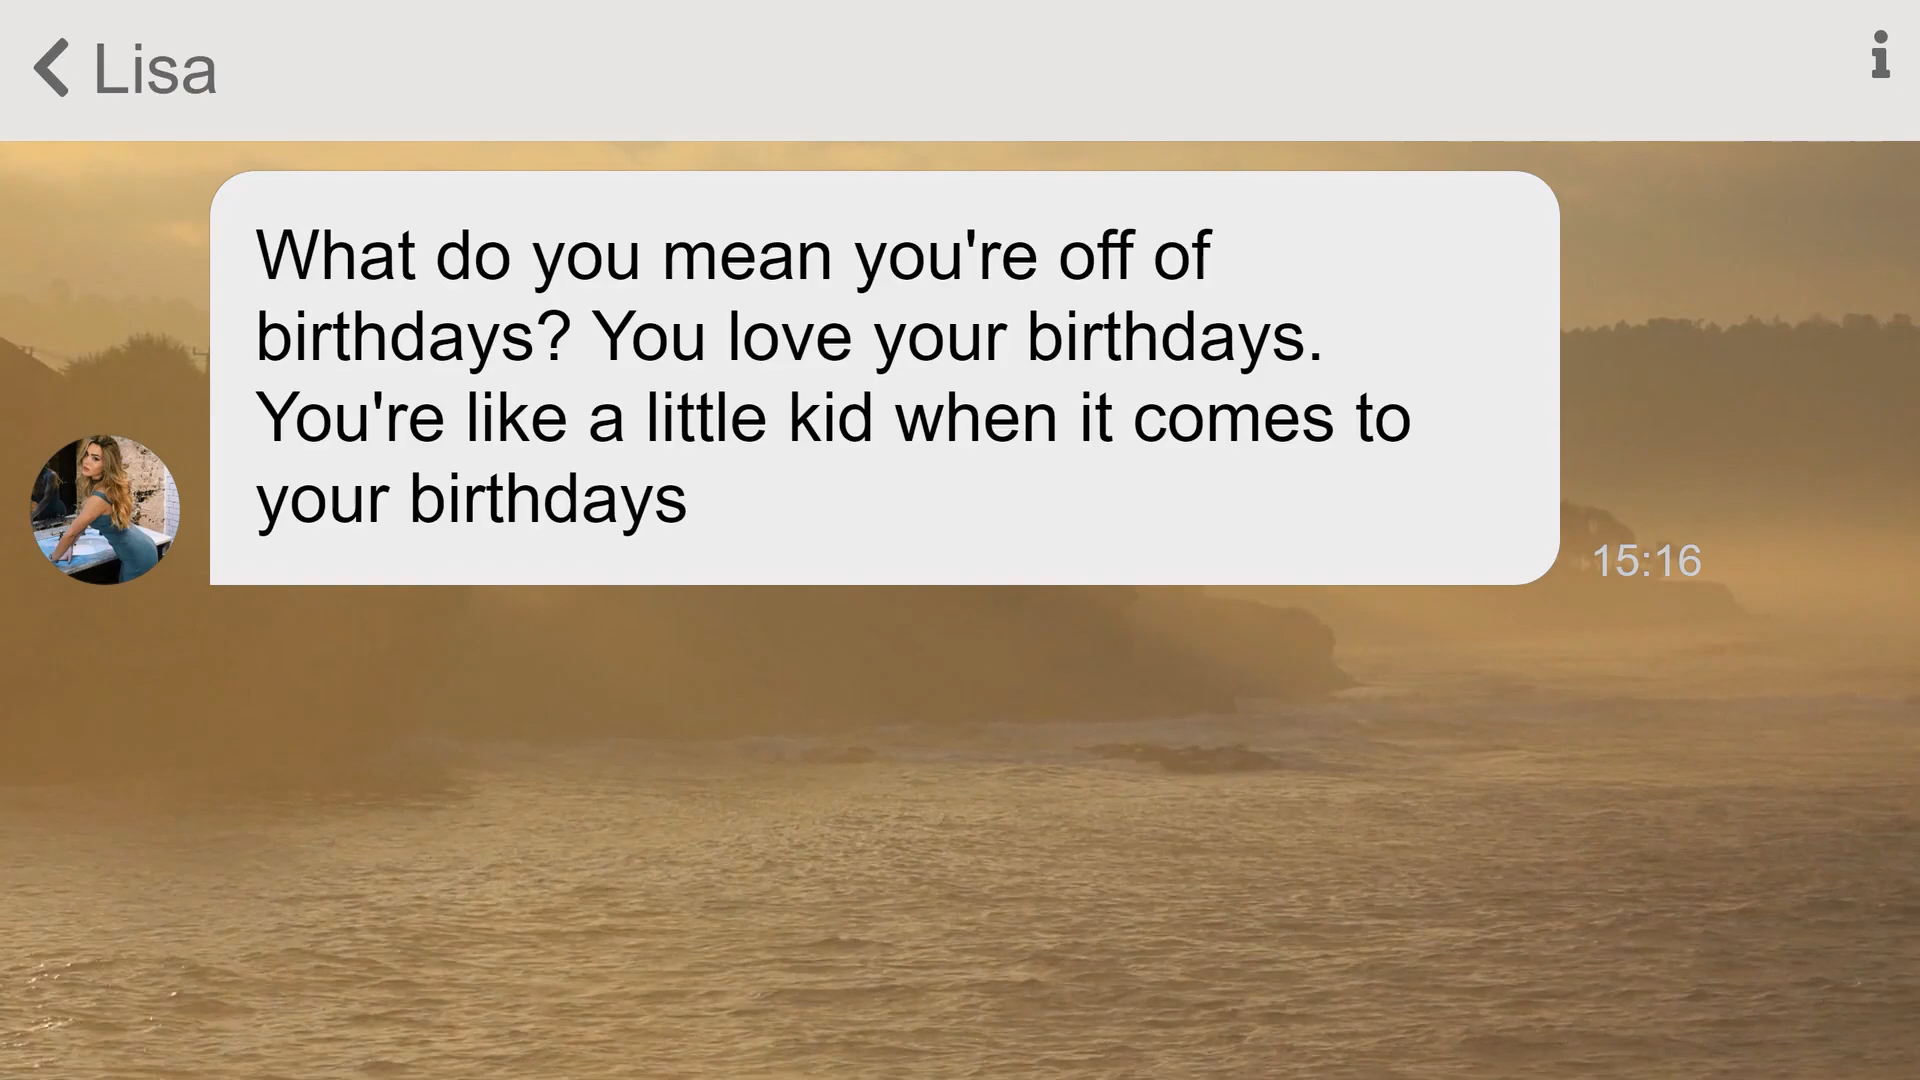 Lisa
What do you mean you're off of
birthdays? You love your birthdays.
You're like a little kid when it comes to
your birthdays
15:16